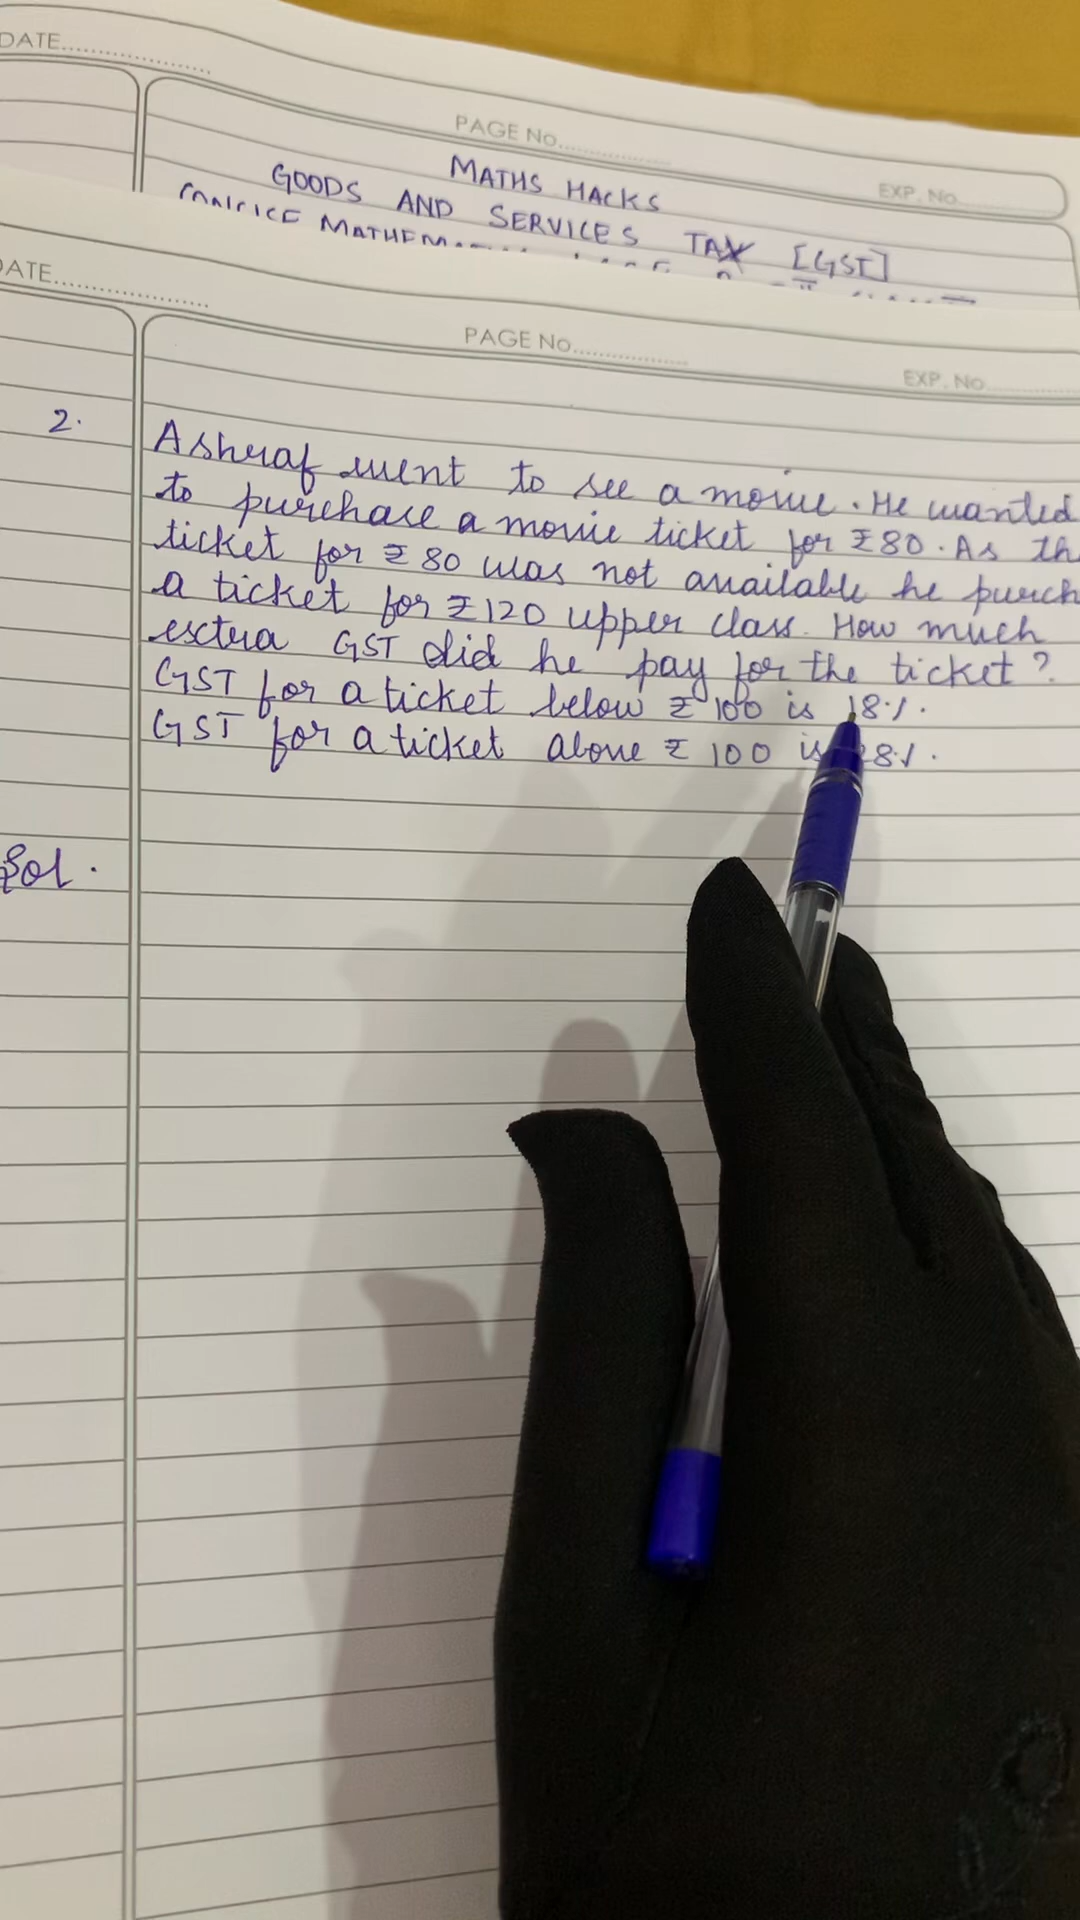 DATE
PAGE No.
EXP. No.
MATHS HACKS
GOODS AND SERVICES TAX [GST]
DATE
PAGE No.
EXP. No.
2. Ashraf went to see a movie. He wanted
to purchase a movie ticket for ₹80. As th
ticket for ₹80 was not available he purch
a ticket for ₹120 upper class. How much
extra GST did he pay for the ticket?
GST for a ticket below ₹100 is 18%.
GST for a ticket above ₹100 is 8%.
Sol.